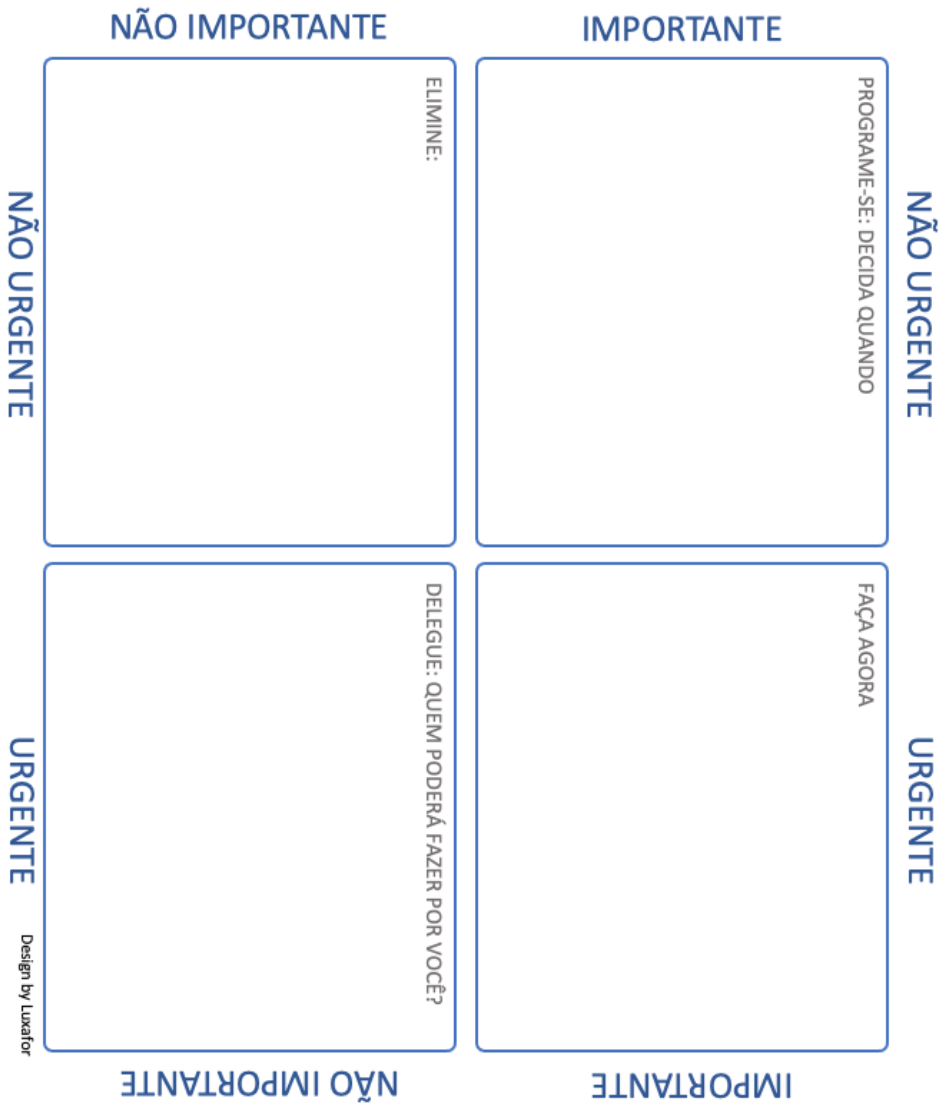 NÃO IMPORTANTE
IMPORTANTE
NÃO URGENTE
ELIMINE:
PROGRAME-SE: DECIDA QUANDO
NÃO URGENTE
URGENTE
DELEGUE: QUEM PODERÁ FAZER POR VOCÊ?
FAÇA AGORA
URGENTE
Design by Luxafor
NÃO IMPORTANTE
IMPORTANTE